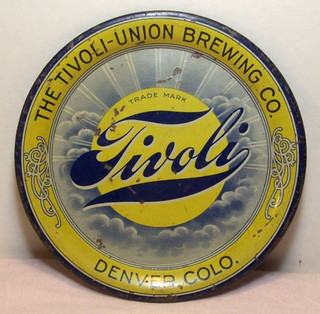 THE TIVOLI-UNION BREWING CO.
TRADE MARK
Tivoli
DENVER, COLO.